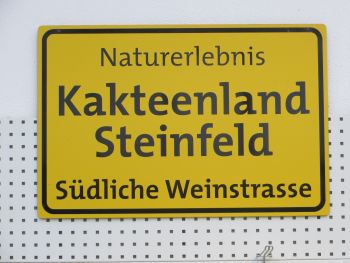 Naturerlebnis
Kakteenland
Steinfeld
Südliche Weinstrasse